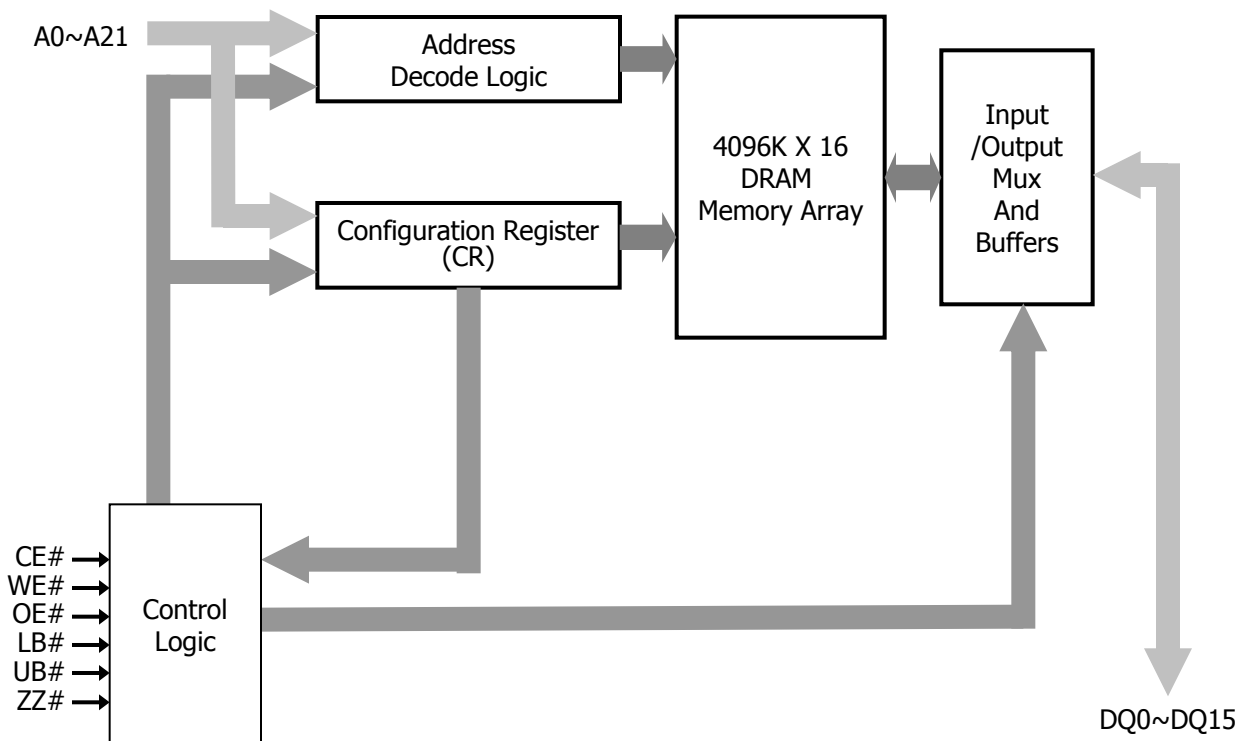 A0~A21
Address
Decode Logic
Configuration Register
(CR)
4096K X 16
DRAM
Memory Array
Input
/Output
Mux
And
Buffers
CE#
WE#
OE#
LB#
UB#
ZZ#
Control
Logic
DQ0~DQ15